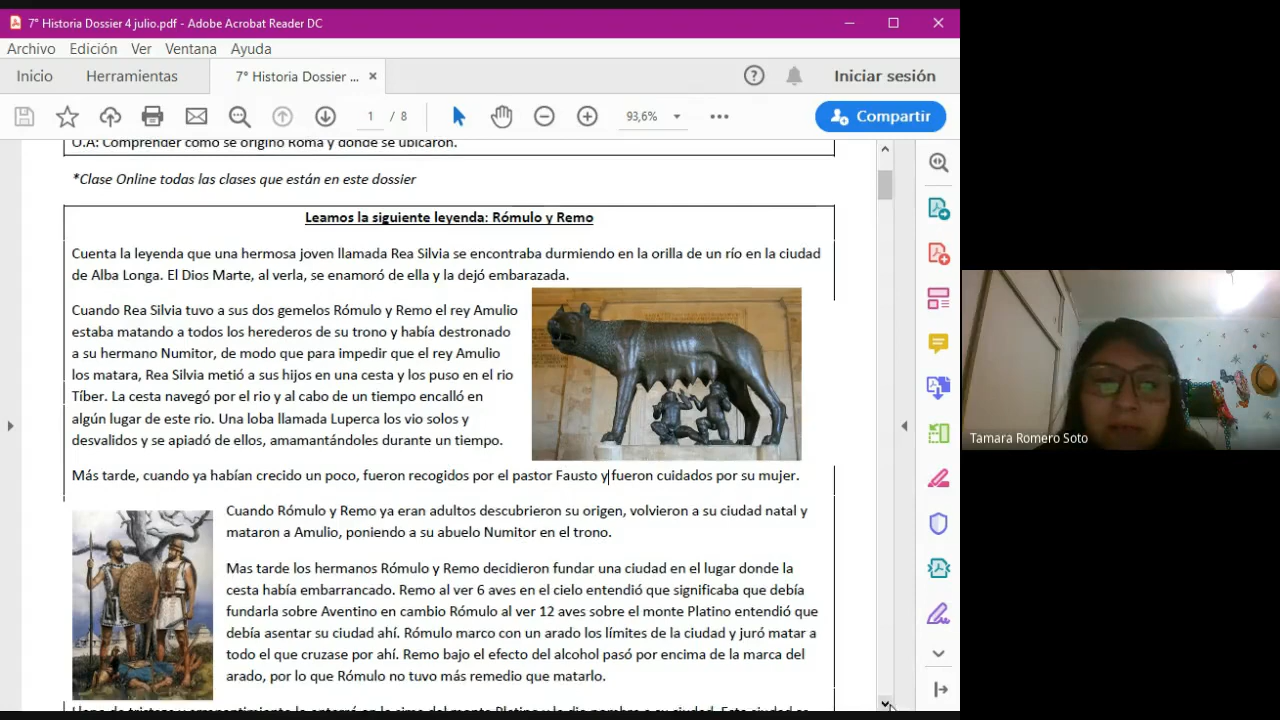 7° Historia Dossier 4 julio.pdf - Adobe Acrobat Reader DC
Archivo Edición Ver Ventana Ayuda
Inicio Herramientas 7° Historia Dossier ... × Iniciar sesión
1 / 8 93,6% Compartir
O.A: Comprender cómo se originó Roma y dónde se ubicaron.
*Clase Online todas las clases que están en este dossier
Leamos la siguiente leyenda: Rómulo y Remo
Cuenta la leyenda que una hermosa joven llamada Rea Silvia se encontraba durmiendo en la orilla de un río en la ciudad
de Alba Longa. El Dios Marte, al verla, se enamoró de ella y la dejó embarazada.
Cuando Rea Silvia tuvo a sus dos gemelos Rómulo y Remo el rey Amulio
estaba matando a todos los herederos de su trono y había destronado
a su hermano Numitor, de modo que para impedir que el rey Amulio
los matara, Rea Silvia metió a sus hijos en una cesta y los puso en el rio
Tíber. La cesta navegó por el rio y al cabo de un tiempo encalló en
algún lugar de este rio. Una loba llamada Luperca los vio solos y
desvalidos y se apiadó de ellos, amamantándoles durante un tiempo.
Más tarde, cuando ya habían crecido un poco, fueron recogidos por el pastor Fausto y fueron cuidados por su mujer.
Cuando Rómulo y Remo ya eran adultos descubrieron su origen, volvieron a su ciudad natal y
mataron a Amulio, poniendo a su abuelo Numitor en el trono.
Mas tarde los hermanos Rómulo y Remo decidieron fundar una ciudad en el lugar donde la
cesta había embarrancado. Remo al ver 6 aves en el cielo entendió que significaba que debía
fundarla sobre Aventino en cambio Rómulo al ver 12 aves sobre el monte Platino entendió que
debía asentar su ciudad ahí. Rómulo marco con un arado los límites de la ciudad y juró matar a
todo el que cruzase por ahí. Remo bajo el efecto del alcohol pasó por encima de la marca del
arado, por lo que Rómulo no tuvo más remedio que matarlo.
Tamara Romero Soto